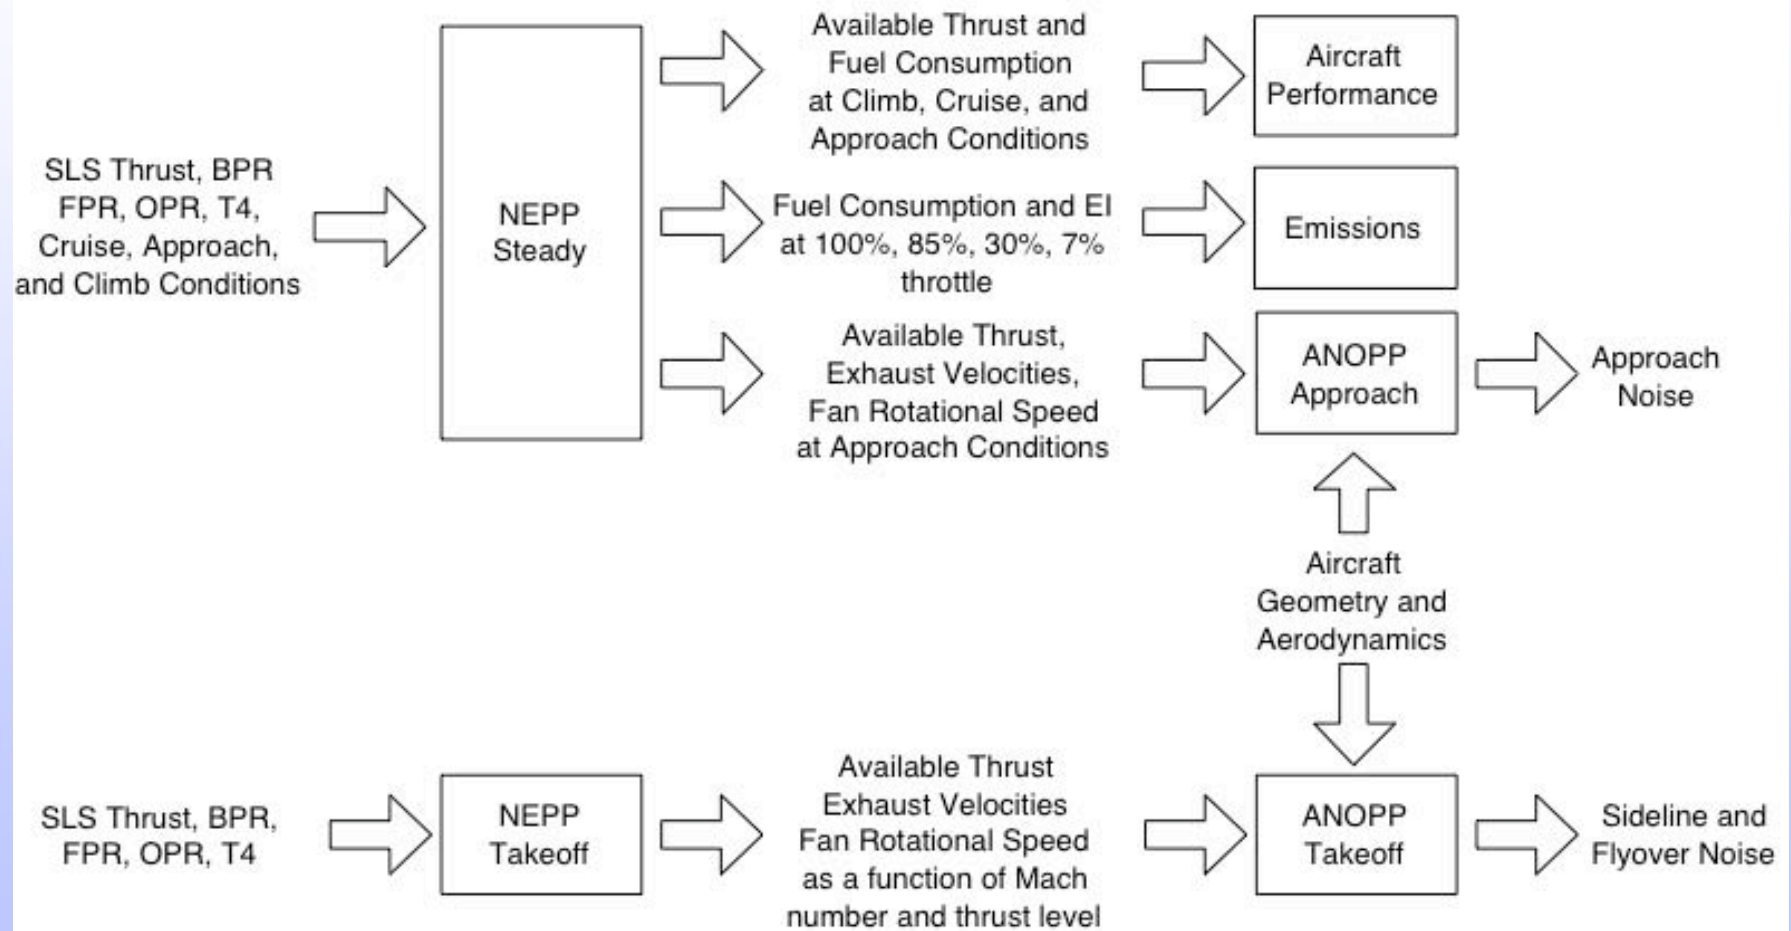 SLS Thrust, BPR
FPR, OPR, T4,
Cruise, Approach,
and Climb Conditions
NEPP
Steady
Available Thrust and
Fuel Consumption
at Climb, Cruise, and
Approach Conditions
Aircraft
Performance
Fuel Consumption and EI
at 100%, 85%, 30%, 7%
throttle
Emissions
Available Thrust,
Exhaust Velocities,
Fan Rotational Speed
at Approach Conditions
ANOPP
Approach
Approach
Noise
Aircraft
Geometry and
Aerodynamics
SLS Thrust, BPR,
FPR, OPR, T4
NEPP
Takeoff
Available Thrust
Exhaust Velocities
Fan Rotational Speed
as a function of Mach
number and thrust level
ANOPP
Takeoff
Sideline and
Flyover Noise